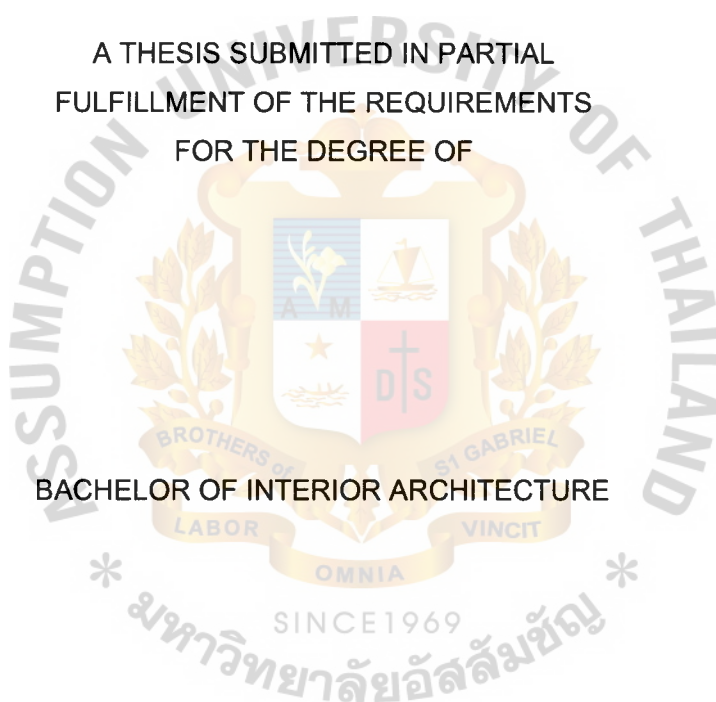 A THESIS SUBMITTED IN PARTIAL
FULFILLMENT OF THE REQUIREMENTS
FOR THE DEGREE OF
BACHELOR OF INTERIOR ARCHITECTURE
ASSUMPTION UNIVERSITY OF THAILAND
A M
D S
BROTHERS of ST GABRIEL
LABOR VINCIT
OMNIA
SINCE1969
* มหาวิทยาลัยอัสสัมชัญ *